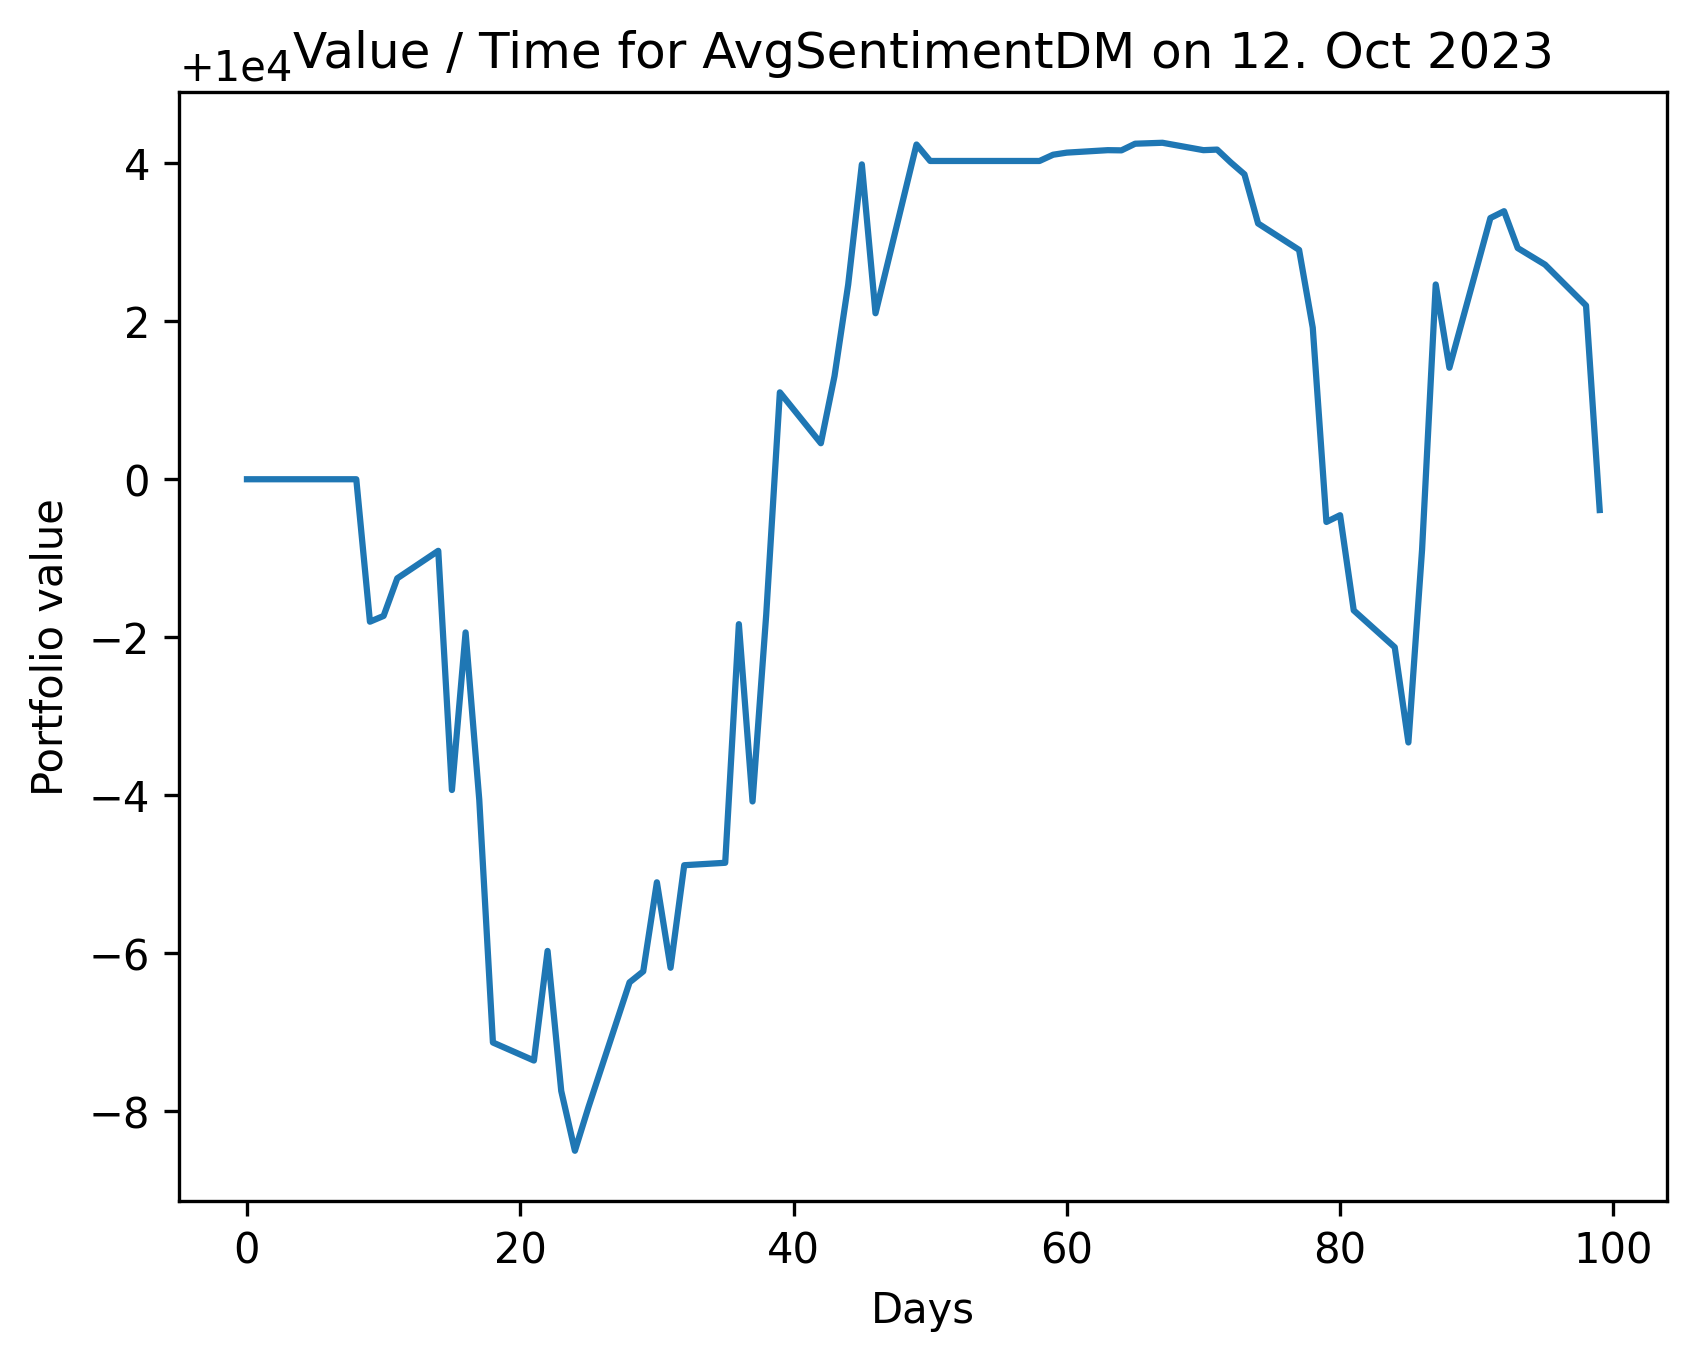 Value / Time for AvgSentimentDM on 12. Oct 2023
+1e4
4
2
0
−2
−4
−6
−8
Portfolio value
0 20 40 60 80 100
Days